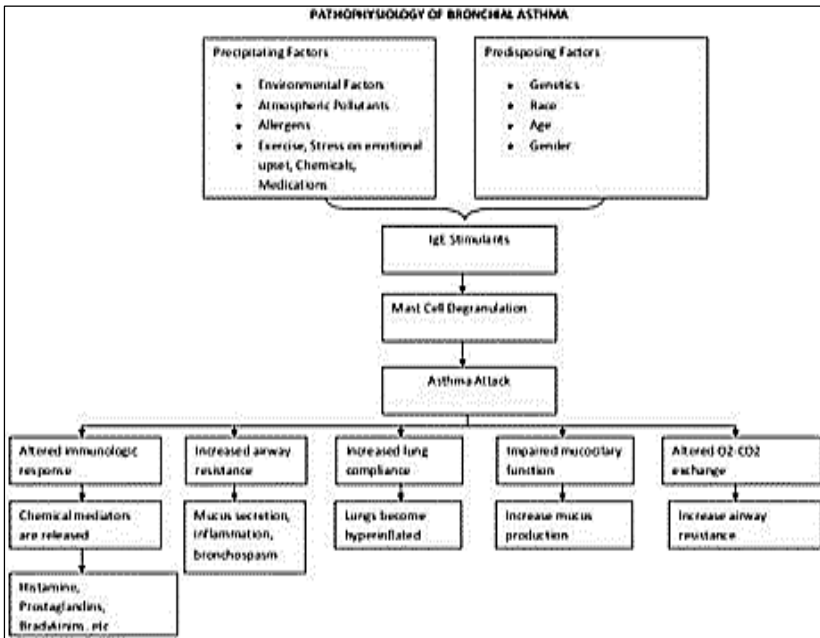 PATHOPHYSIOLOGY OF BRONCHIAL ASTHMA
Precipitating Factors
• Environmental Factors
• Atmospheric Pollutants
• Allergens
• Exercise, Stress on emotional
upset, Chemicals,
Medications
Predisposing Factors
• Genetics
• Race
• Age
• Gender
IgE Stimulants
Mast Cell Degranulation
Asthma Attack
Altered immunologic
response
Increased airway
resistance
Increased lung
compliance
Impaired mucociliary
function
Altered O2-CO2
exchange
Chemical mediators
are released
Mucus secretion,
inflammation,
bronchospasm
Lungs become
hyperinflated
Increase mucus
production
Increase airway
resistance
Histamine,
Prostaglandins,
etc